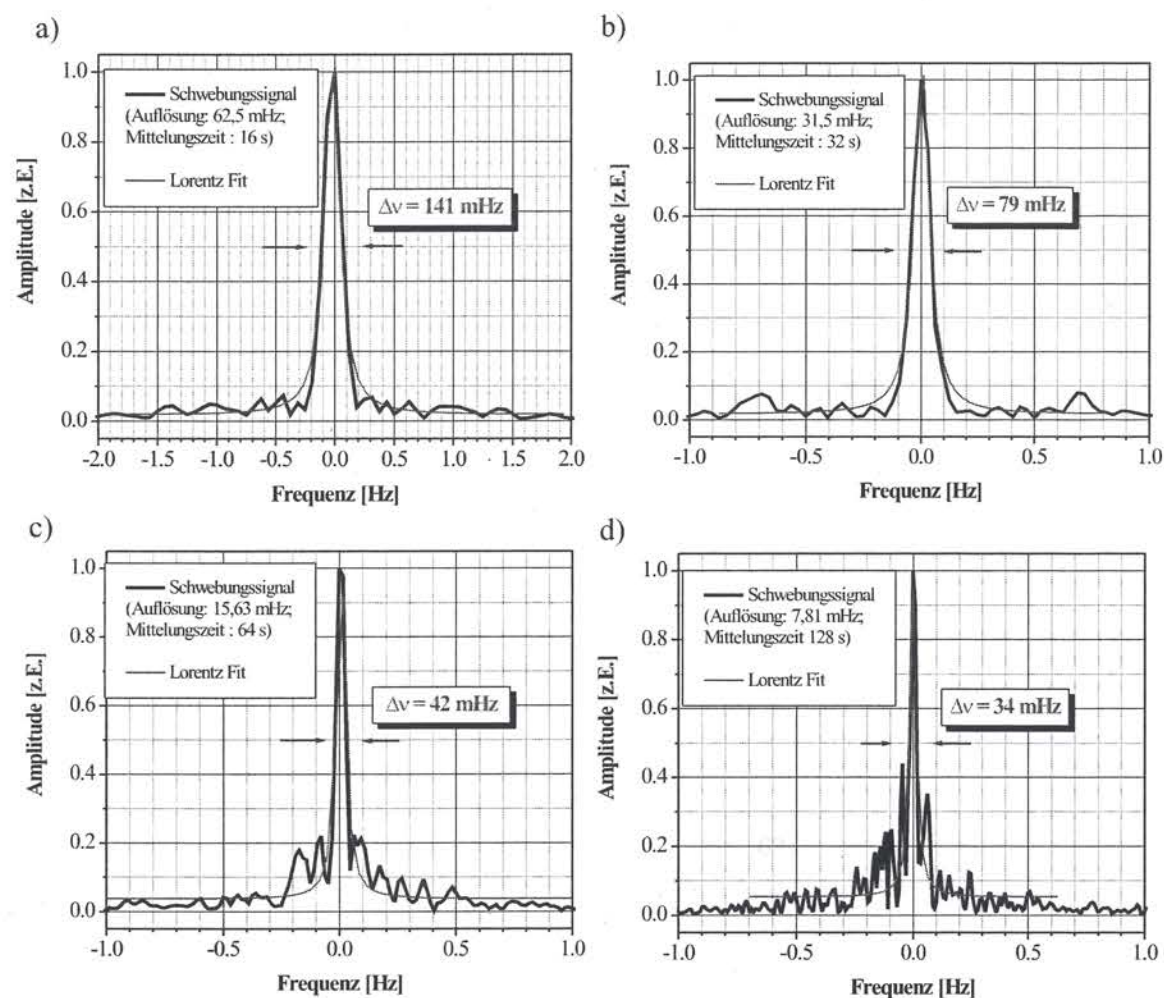 a)
1.0
0.8
0.6
0.4
0.2
0.0
Amplitude [z.E.]
Schwebungssignal
(Auflösung: 62,5 mHz;
Mittelungszeit : 16 s)
Lorentz Fit
Δν = 141 mHz
-2.0 -1.5 -1.0 -0.5 0.0 0.5 1.0 1.5 2.0
Frequenz [Hz]
b)
1.0
0.8
0.6
0.4
0.2
0.0
Amplitude [z.E.]
Schwebungssignal
(Auflösung: 31,5 mHz;
Mittelungszeit : 32 s)
Lorentz Fit
Δν = 79 mHz
-1.0 -0.5 0.0 0.5 1.0
Frequenz [Hz]
c)
1.0
0.8
0.6
0.4
0.2
0.0
Amplitude [z.E.]
Schwebungssignal
(Auflösung: 15,63 mHz;
Mittelungszeit : 64 s)
Lorentz Fit
Δν = 42 mHz
-1.0 -0.5 0.0 0.5 1.0
Frequenz [Hz]
d)
1.0
0.8
0.6
0.4
0.2
0.0
Amplitude [z.E.]
Schwebungssignal
(Auflösung: 7,81 mHz;
Mittelungszeit 128 s)
Lorentz Fit
Δν = 34 mHz
-1.0 -0.5 0.0 0.5 1.0
Frequenz [Hz]